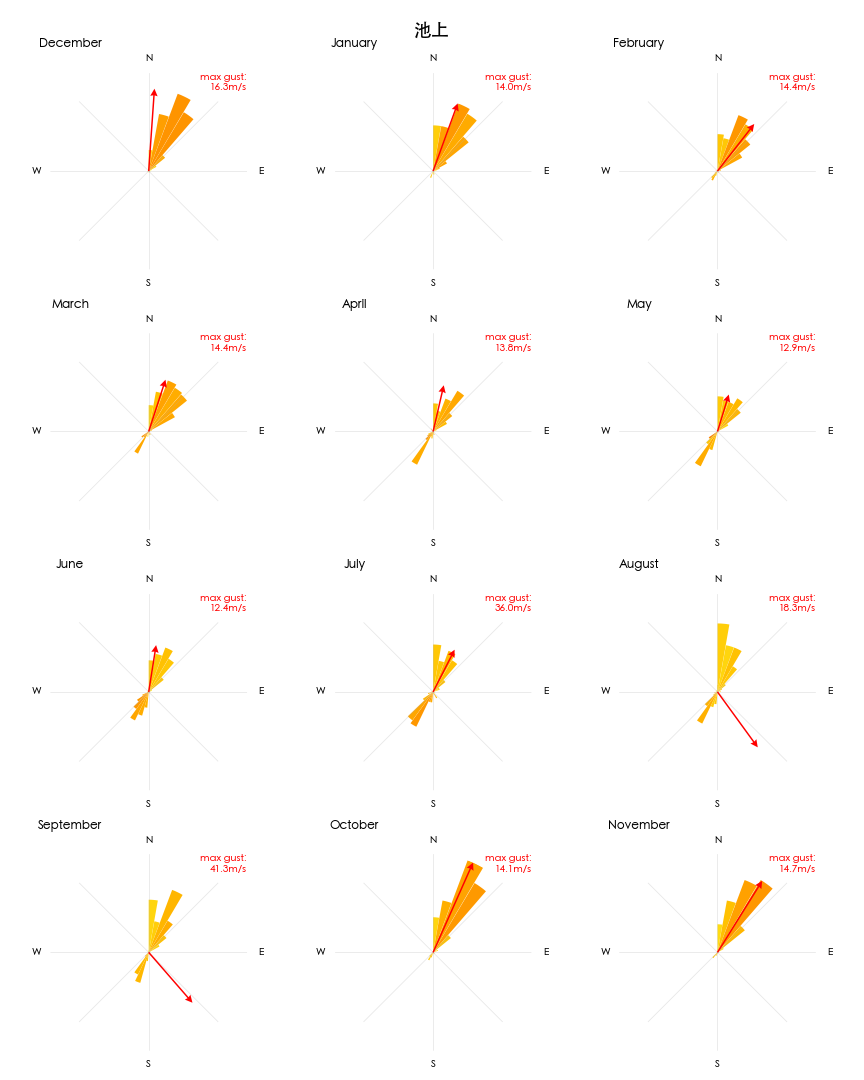 池上
December
N
max gust:
16.3m/s
W
E
S
January
N
max gust:
14.0m/s
W
E
S
February
N
max gust:
14.4m/s
W
E
S
March
N
max gust:
14.4m/s
W
E
S
April
N
max gust:
13.8m/s
W
E
S
May
N
max gust:
12.9m/s
W
E
S
June
N
max gust:
12.4m/s
W
E
S
July
N
max gust:
36.0m/s
W
E
S
August
N
max gust:
18.3m/s
W
E
S
September
N
max gust:
41.3m/s
W
E
S
October
N
max gust:
14.1m/s
W
E
S
November
N
max gust:
14.7m/s
W
E
S